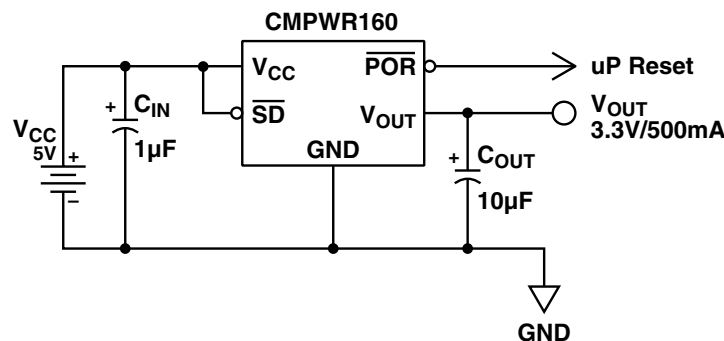 CMPWR160
VCC
POR
uP Reset
SD
VOUT
GND
+
CIN
1µF
VCC
5V
+
–
VOUT
3.3V/500mA
+
COUT
10µF
GND